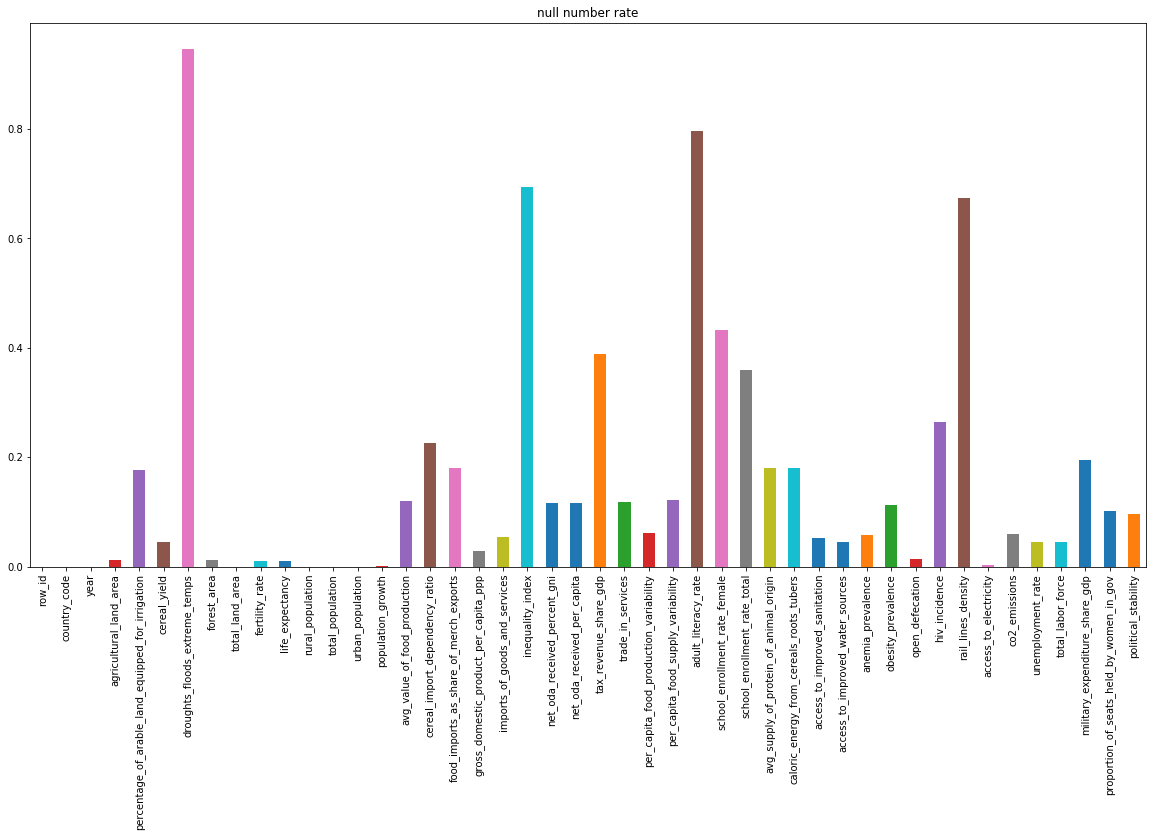 null number rate
0.8
0.6
0.4
0.2
0.0
row_id
country_code
year
agricultural_land_area
percentage_of_arable_land_equipped_for_irrigation
cereal_yield
droughts_floods_extreme_temps
forest_area
total_land_area
fertility_rate
life_expectancy
rural_population
total_population
urban_population
population_growth
avg_value_of_food_production
cereal_import_dependency_ratio
food_imports_as_share_of_merch_exports
gross_domestic_product_per_capita_ppp
imports_of_goods_and_services
inequality_index
net_oda_received_percent_gni
net_oda_received_per_capita
tax_revenue_share_gdp
trade_in_services
per_capita_food_production_variability
per_capita_food_supply_variability
adult_literacy_rate
school_enrollment_rate_female
school_enrollment_rate_total
avg_supply_of_protein_of_animal_origin
caloric_energy_from_cereals_roots_tubers
access_to_improved_sanitation
access_to_improved_water_sources
anemia_prevalence
obesity_prevalence
open_defecation
hiv_incidence
rail_lines_density
access_to_electricity
co2_emissions
unemployment_rate
total_labor_force
military_expenditure_share_gdp
proportion_of_seats_held_by_women_in_gov
political_stability